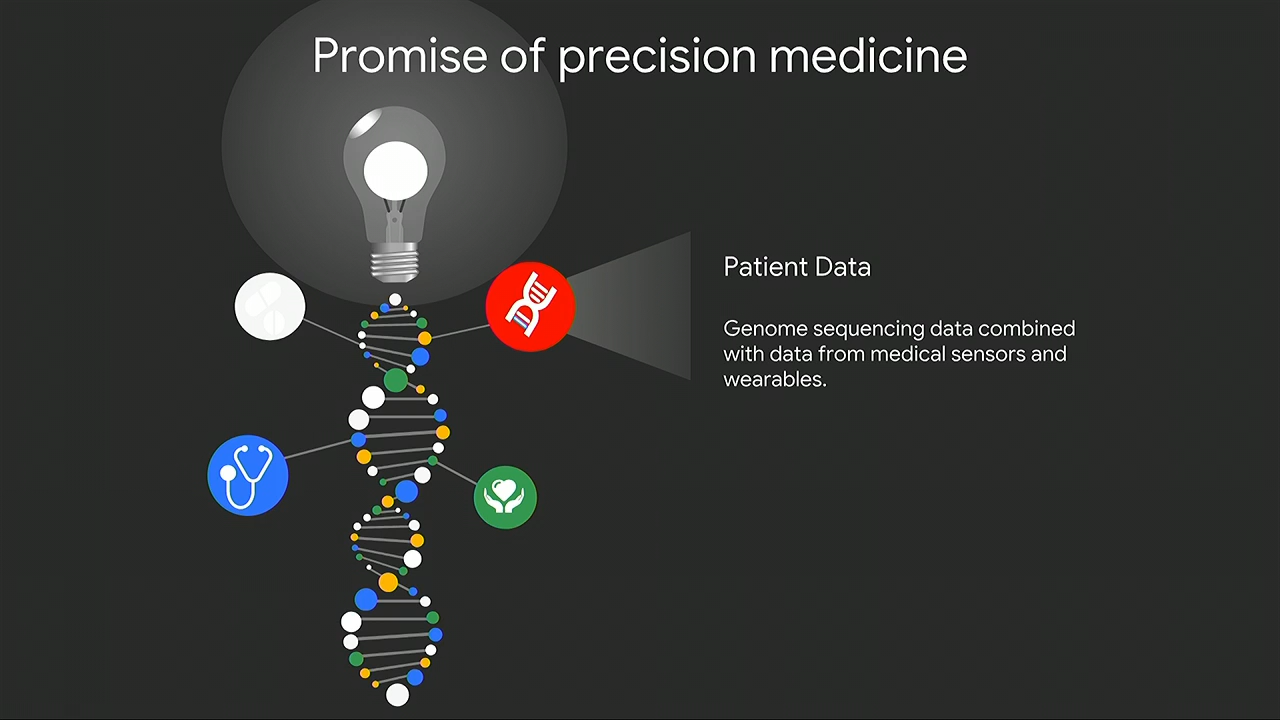 Promise of precision medicine
Patient Data
Genome sequencing data combined
with data from medical sensors and
wearables.